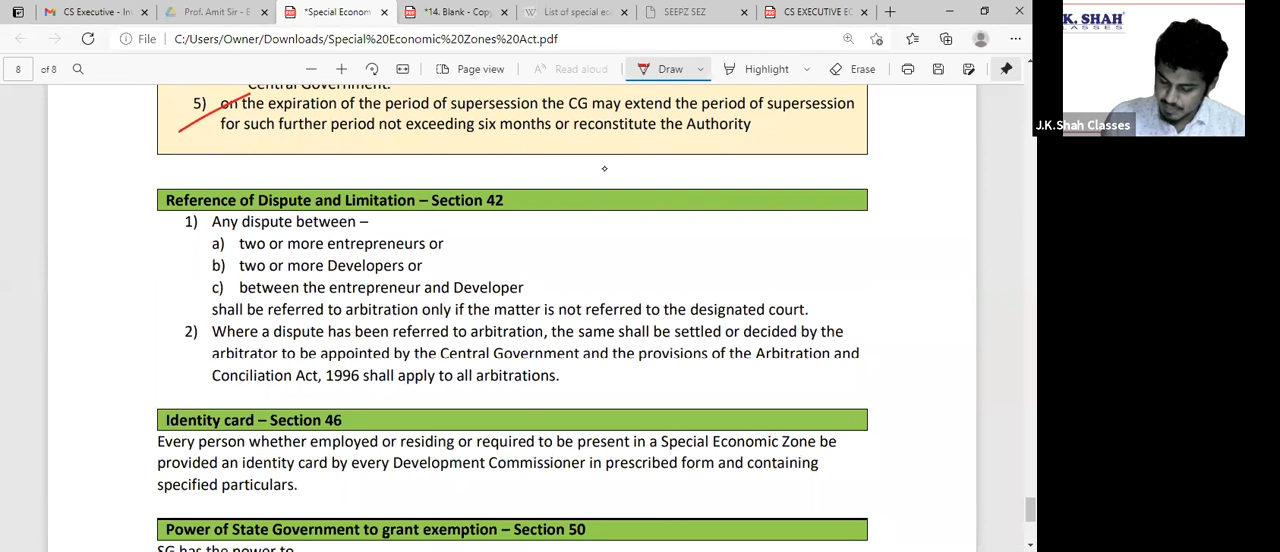 CS Executive - Inv
Prof. Amit Sir - E
*Special Econom
*14. Blank - Cop
List of special ec
SEEPZ SEZ
CS EXECUTIVE EC
File
C:/Users/Owner/Downloads/Special%20Economic%20Zones%20Act.pdf
8 of 8
Page view
Read aloud
Draw
Highlight
Erase
K. SHAH
CLASSES
J.K.Shah Classes
Central Government.
5) on the expiration of the period of supersession the CG may extend the period of supersession
for such further period not exceeding six months or reconstitute the Authority
Reference of Dispute and Limitation – Section 42
1) Any dispute between –
a) two or more entrepreneurs or
b) two or more Developers or
c) between the entrepreneur and Developer
shall be referred to arbitration only if the matter is not referred to the designated court.
2) Where a dispute has been referred to arbitration, the same shall be settled or decided by the
arbitrator to be appointed by the Central Government and the provisions of the Arbitration and
Conciliation Act, 1996 shall apply to all arbitrations.
Identity card – Section 46
Every person whether employed or residing or required to be present in a Special Economic Zone be
provided an identity card by every Development Commissioner in prescribed form and containing
specified particulars.
Power of State Government to grant exemption – Section 50
SG has the power to